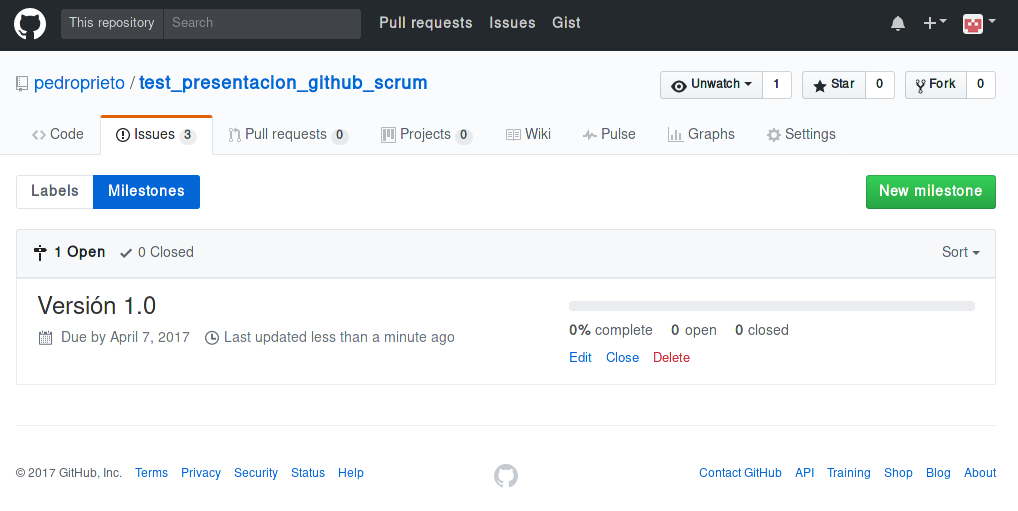 This repository Search Pull requests Issues Gist
pedroprieto / test_presentacion_github_scrum Unwatch 1 Star 0 Fork 0
Code Issues 3 Pull requests 0 Projects 0 Wiki Pulse Graphs Settings
Labels Milestones New milestone
1 Open 0 Closed Sort
Versión 1.0
Due by April 7, 2017 Last updated less than a minute ago
0% complete 0 open 0 closed
Edit Close Delete
© 2017 GitHub, Inc. Terms Privacy Security Status Help Contact GitHub API Training Shop Blog About